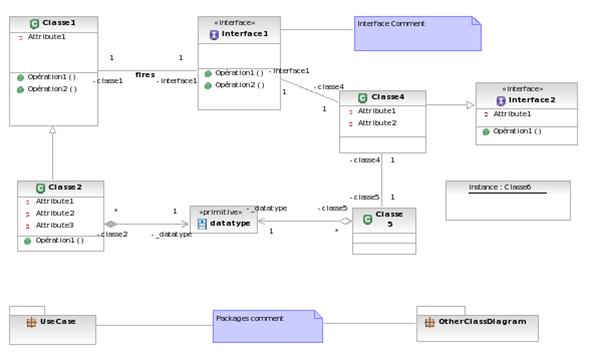 Classe1
Attribute1
Opération1 ()
Opération2 ()
1
1
fires
- classe1
- Interface1
«interface»
Interface1
Opération1 ()
Opération2 ()
Interface Comment
- Interface1
1
- classe4
1
Classe4
Attribute1
Attribute2
«interface»
Interface2
Attribute1
Opération1 ()
- classe4
1
- classe5
1
Classe2
Attribute1
Attribute2
Attribute3
Opération1 ()
*
1
- classe2
- _datatype
«primitive»
datatype
- _datatype
- classe5
1
*
Classe
5
Instance : Classe6
UseCase
Packages comment
OtherClassDiagram